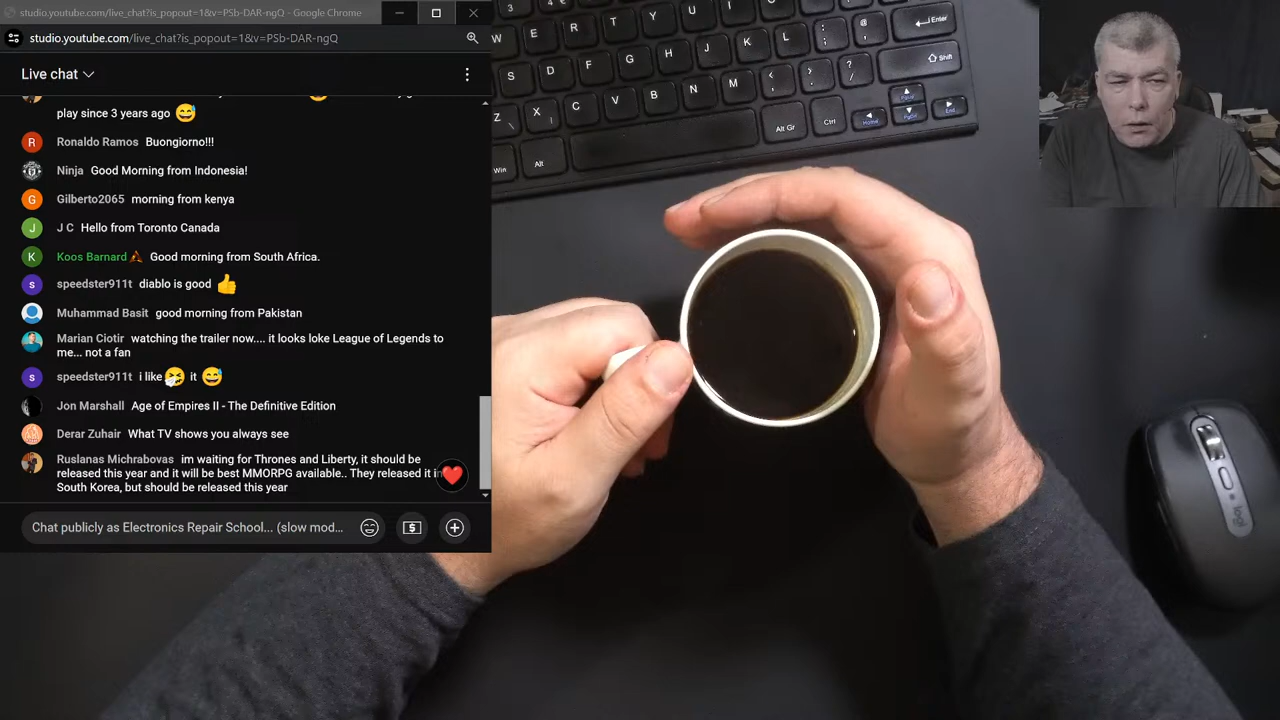 studio.youtube.com/live_chat?is_popout=1&v=PSb-DAR-ngQ - Google Chrome
studio.youtube.com/live_chat?is_popout=1&v=PSb-DAR-ngQ
Live chat
play since 3 years ago 😅
R Ronaldo Ramos Buongiorno!!!
Ninja Good Morning from Indonesia!
G Gilberto2065 morning from kenya
J J C Hello from Toronto Canada
K Koos Barnard Good morning from South Africa.
s speedster911t diablo is good 👍
Muhammad Basit good morning from Pakistan
Marian Ciotir watching the trailer now.... it looks loke League of Legends to
me... not a fan
s speedster911t i like 🤧 it 😅
Jon Marshall Age of Empires II - The Definitive Edition
Derar Zuhair What TV shows you always see
Ruslanas Michrabovas im waiting for Thrones and Liberty, it should be
released this year and it will be best MMORPG available.. They released it in
South Korea, but should be released this year
Chat publicly as Electronics Repair School... (slow mod...
W E R T Y U I O P Enter
S D F G H J K L Shift
Z X C V B N M
Win Alt Alt Gr Ctrl Home PgUp PgDn End
logi